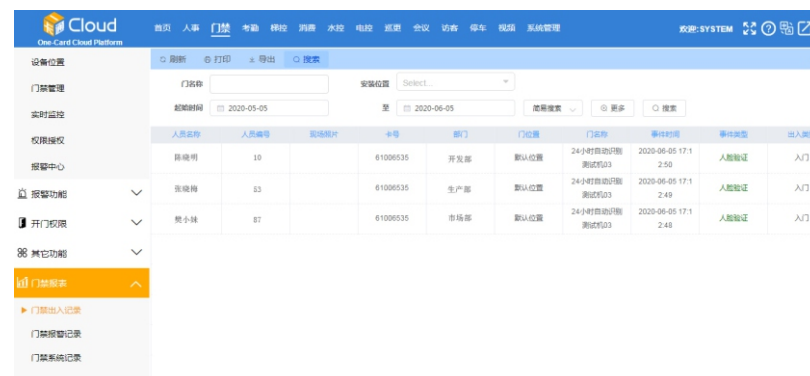 Cloud
One-Card Cloud Platform
首页 人事 门禁 考勤 梯控 消费 水控 电控 巡更 会议 访客 停车 视频 系统管理
欢迎:SYSTEM
设备位置
门禁管理
实时监控
权限授权
报警中心
报警功能
开门权限
其它功能
门禁报表
门禁出入记录
门禁报警记录
门禁系统记录
刷新 打印 导出 搜索
门名称 安装位置 Select...
起始时间 2020-05-05 至 2020-06-05 简易搜索 更多 搜索
人员名称 人员编号 现场照片 卡号 部门 门位置 门名称 事件时间 事件类型 出入类
陈晓明 10 61006535 开发部 默认位置 24小时自动识别测试机03 2020-06-05 17:12:50 人脸验证 入门
张晓梅 53 61006535 生产部 默认位置 24小时自动识别测试机03 2020-06-05 17:12:49 人脸验证 入门
樊小妹 87 61006535 市场部 默认位置 24小时自动识别测试机03 2020-06-05 17:12:48 人脸验证 入门